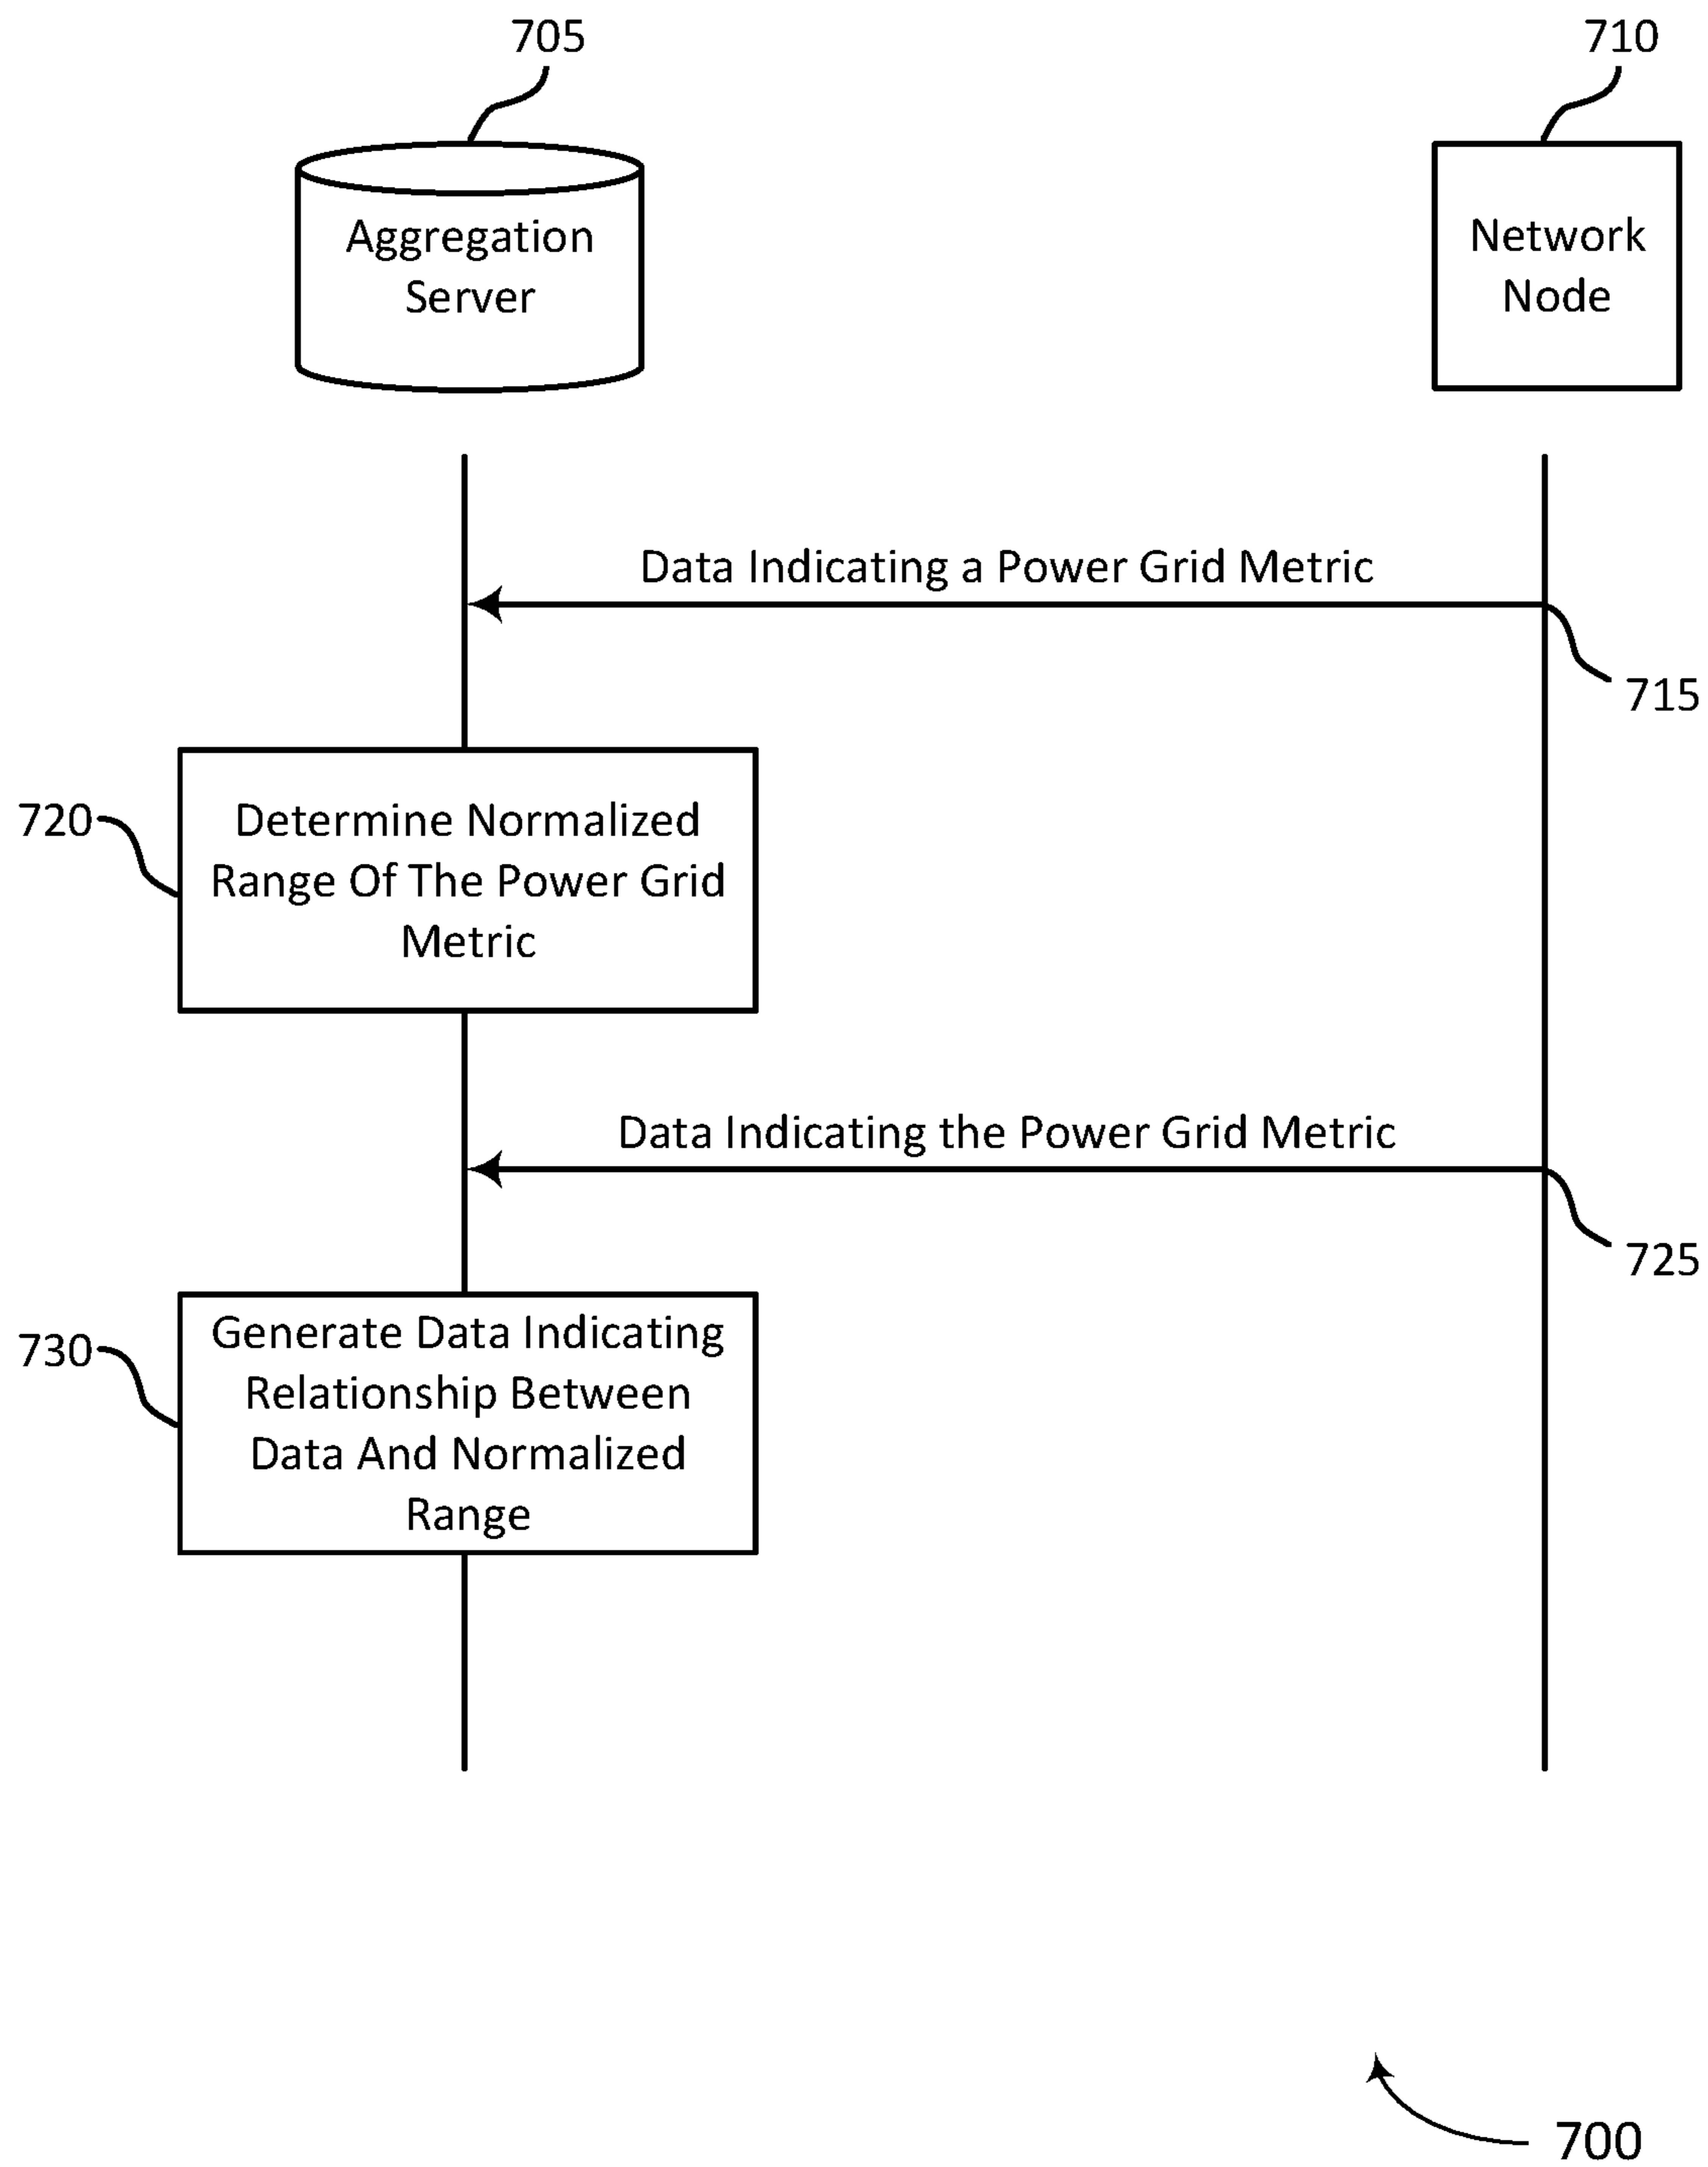 705
710
Aggregation
Server
Network
Node
Data Indicating a Power Grid Metric
715
720
Determine Normalized
Range Of The Power Grid
Metric
Data Indicating the Power Grid Metric
725
730
Generate Data Indicating
Relationship Between
Data And Normalized
Range
700